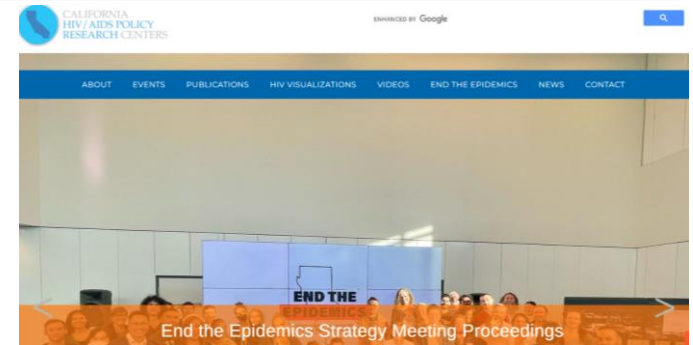 CALIFORNIA
HIV/AIDS POLICY
RESEARCH CENTERS
ENHANCED BY Google
ABOUT EVENTS PUBLICATIONS HIV VISUALIZATIONS VIDEOS END THE EPIDEMICS NEWS CONTACT
END THE
EPIDEMICS
End the Epidemics Strategy Meeting Proceedings